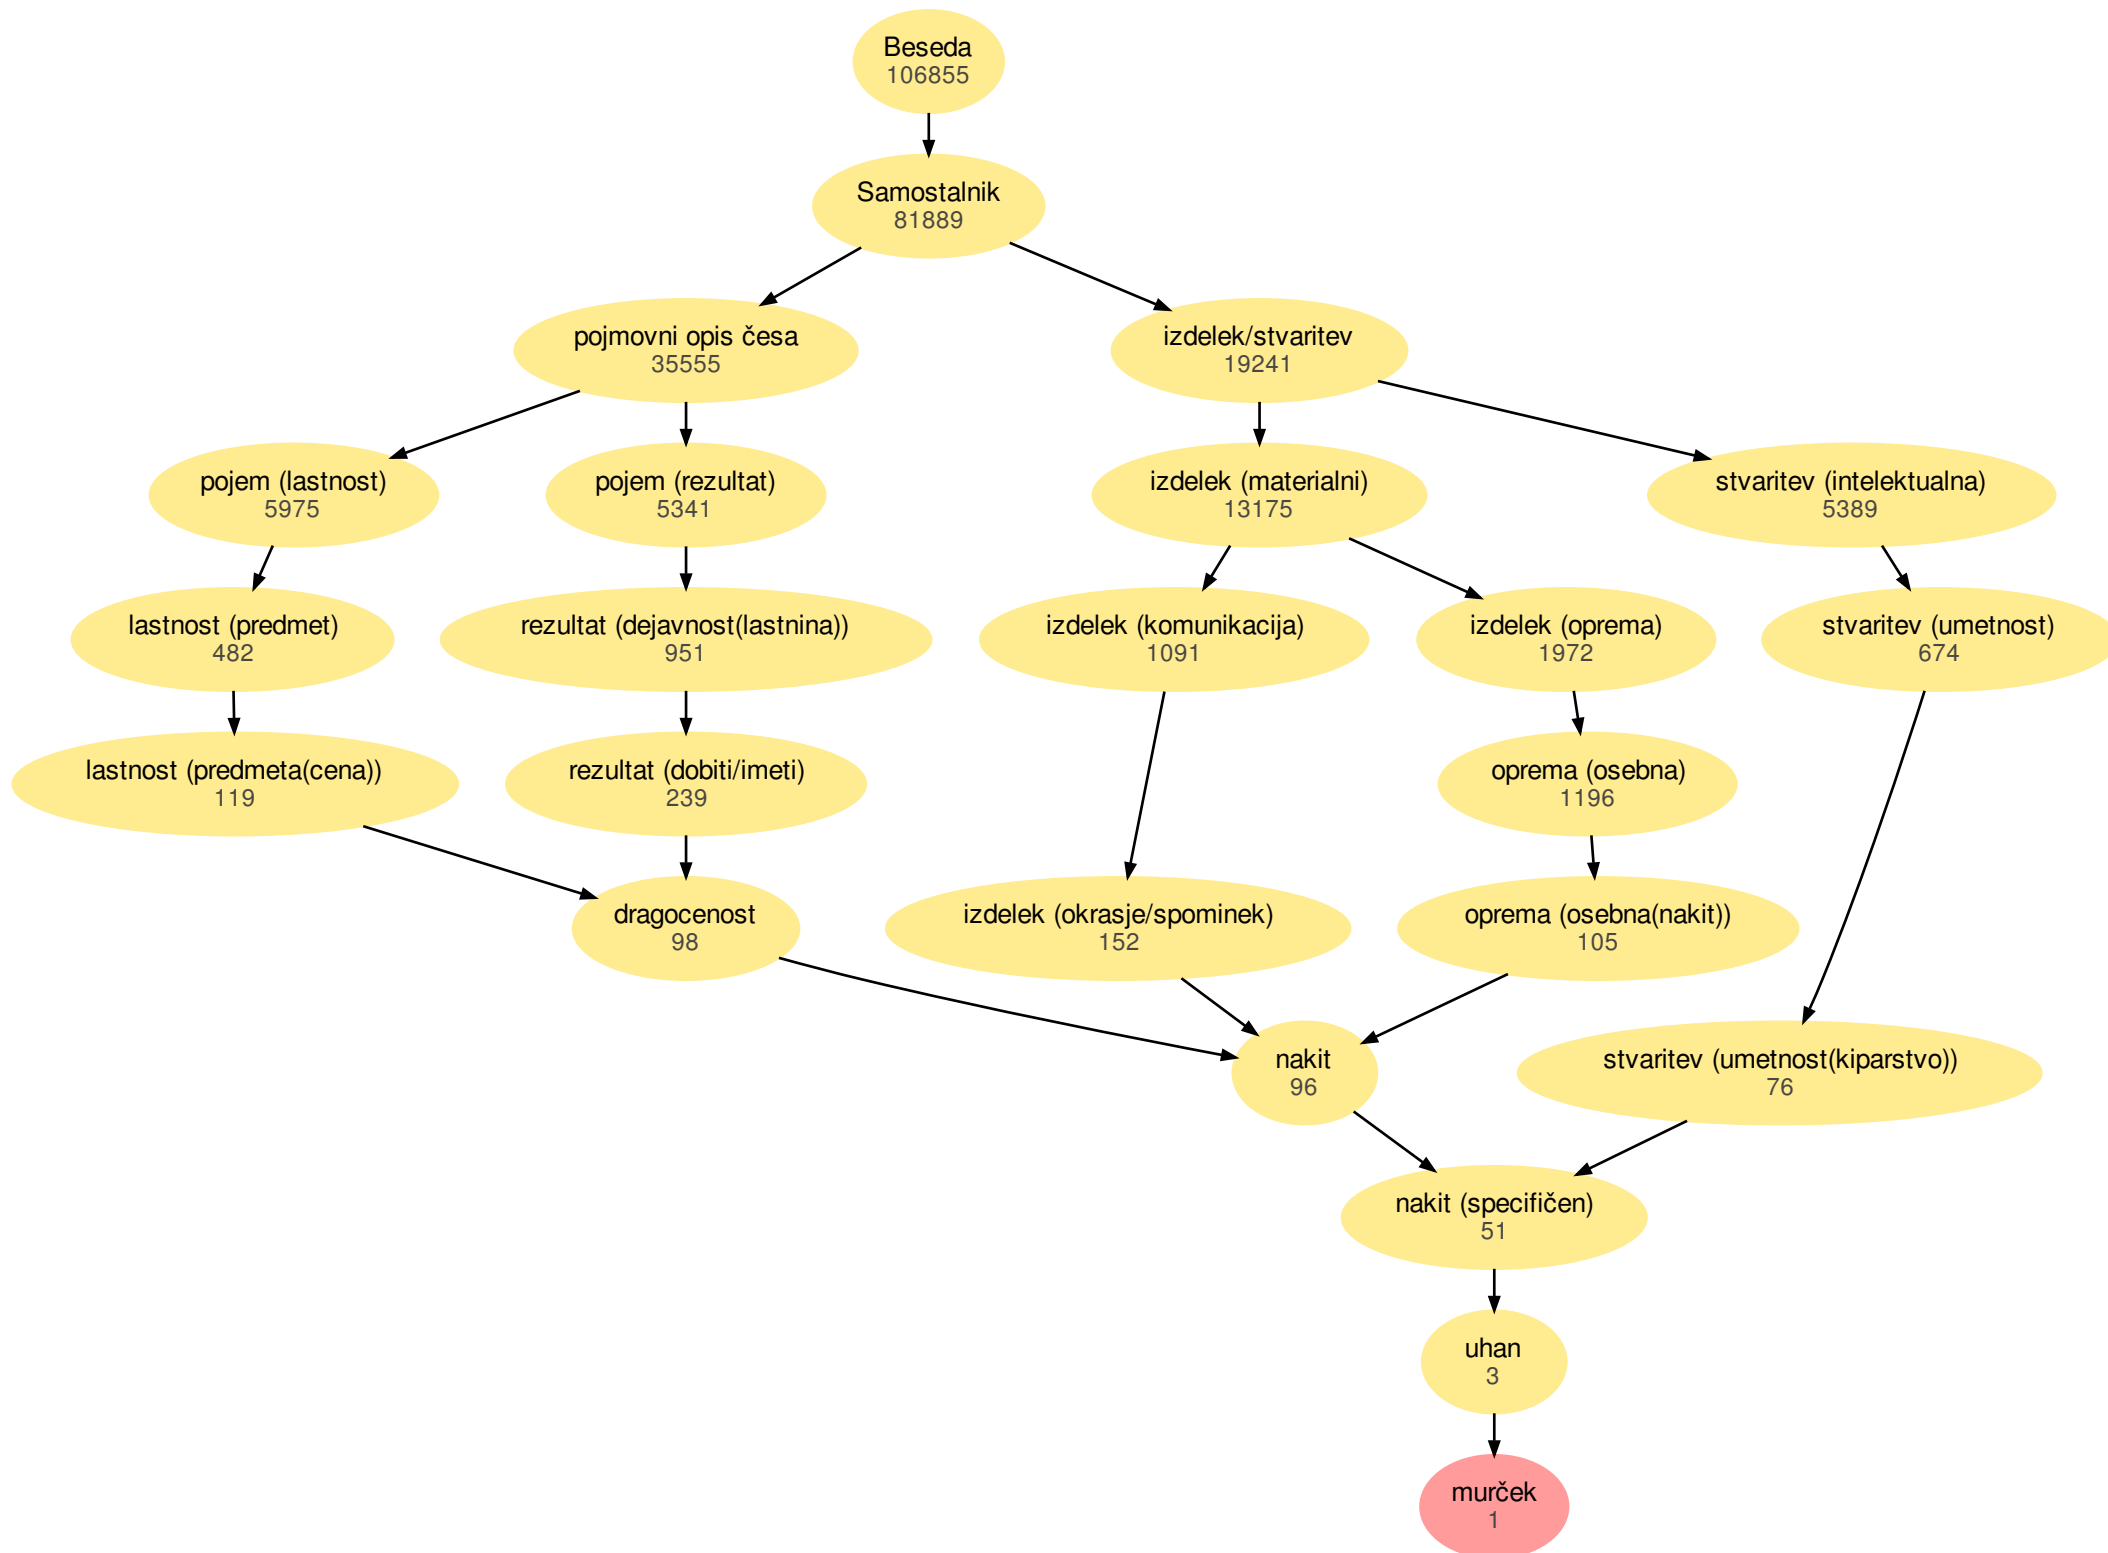 Beseda
106855
Samostalnik
81889
pojmovni opis česa
35555
izdelek/stvaritev
19241
pojem (lastnost)
5975
pojem (rezultat)
5341
izdelek (materialni)
13175
stvaritev (intelektualna)
5389
lastnost (predmet)
482
rezultat (dejavnost(lastnina))
951
izdelek (komunikacija)
1091
izdelek (oprema)
1972
stvaritev (umetnost)
674
lastnost (predmeta(cena))
119
rezultat (dobiti/imeti)
239
oprema (osebna)
1196
dragocenost
98
izdelek (okrasje/spominek)
152
oprema (osebna(nakit))
105
nakit
96
stvaritev (umetnost(kiparstvo))
76
nakit (specifičen)
51
uhan
3
murček
1